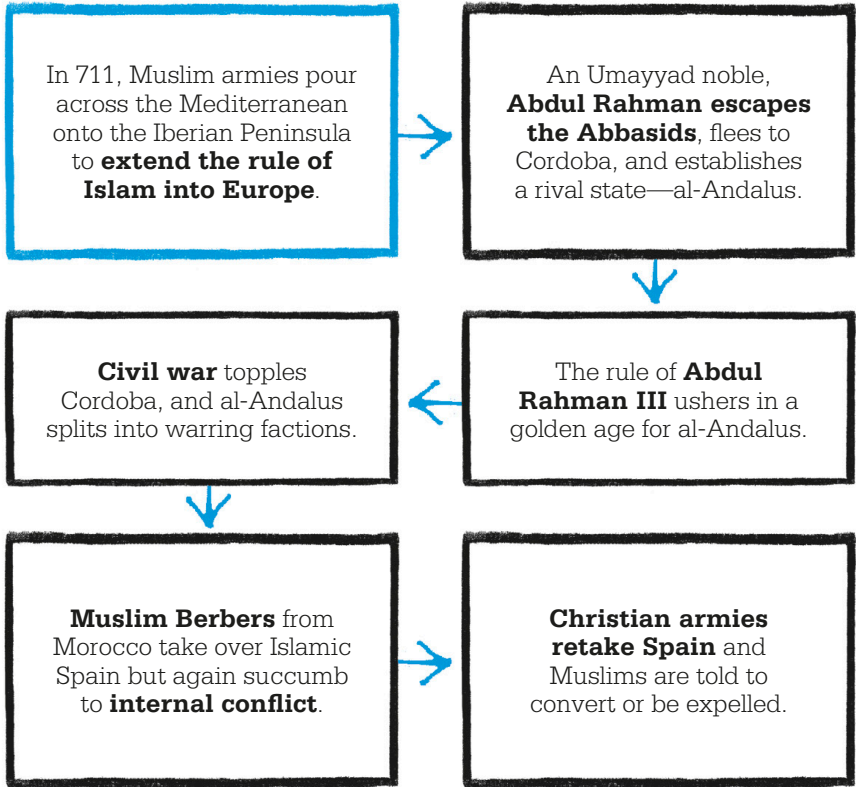 In 711, Muslim armies pour
across the Mediterranean
onto the Iberian Peninsula
to extend the rule of
Islam into Europe.
An Umayyad noble,
Abdul Rahman escapes
the Abbasids, flees to
Cordoba, and establishes
a rival state—al-Andalus.
The rule of Abdul
Rahman III ushers in a
golden age for al-Andalus.
Civil war topples
Cordoba, and al-Andalus
splits into warring factions.
Muslim Berbers from
Morocco take over Islamic
Spain but again succumb
to internal conflict.
Christian armies
retake Spain and
Muslims are told to
convert or be expelled.